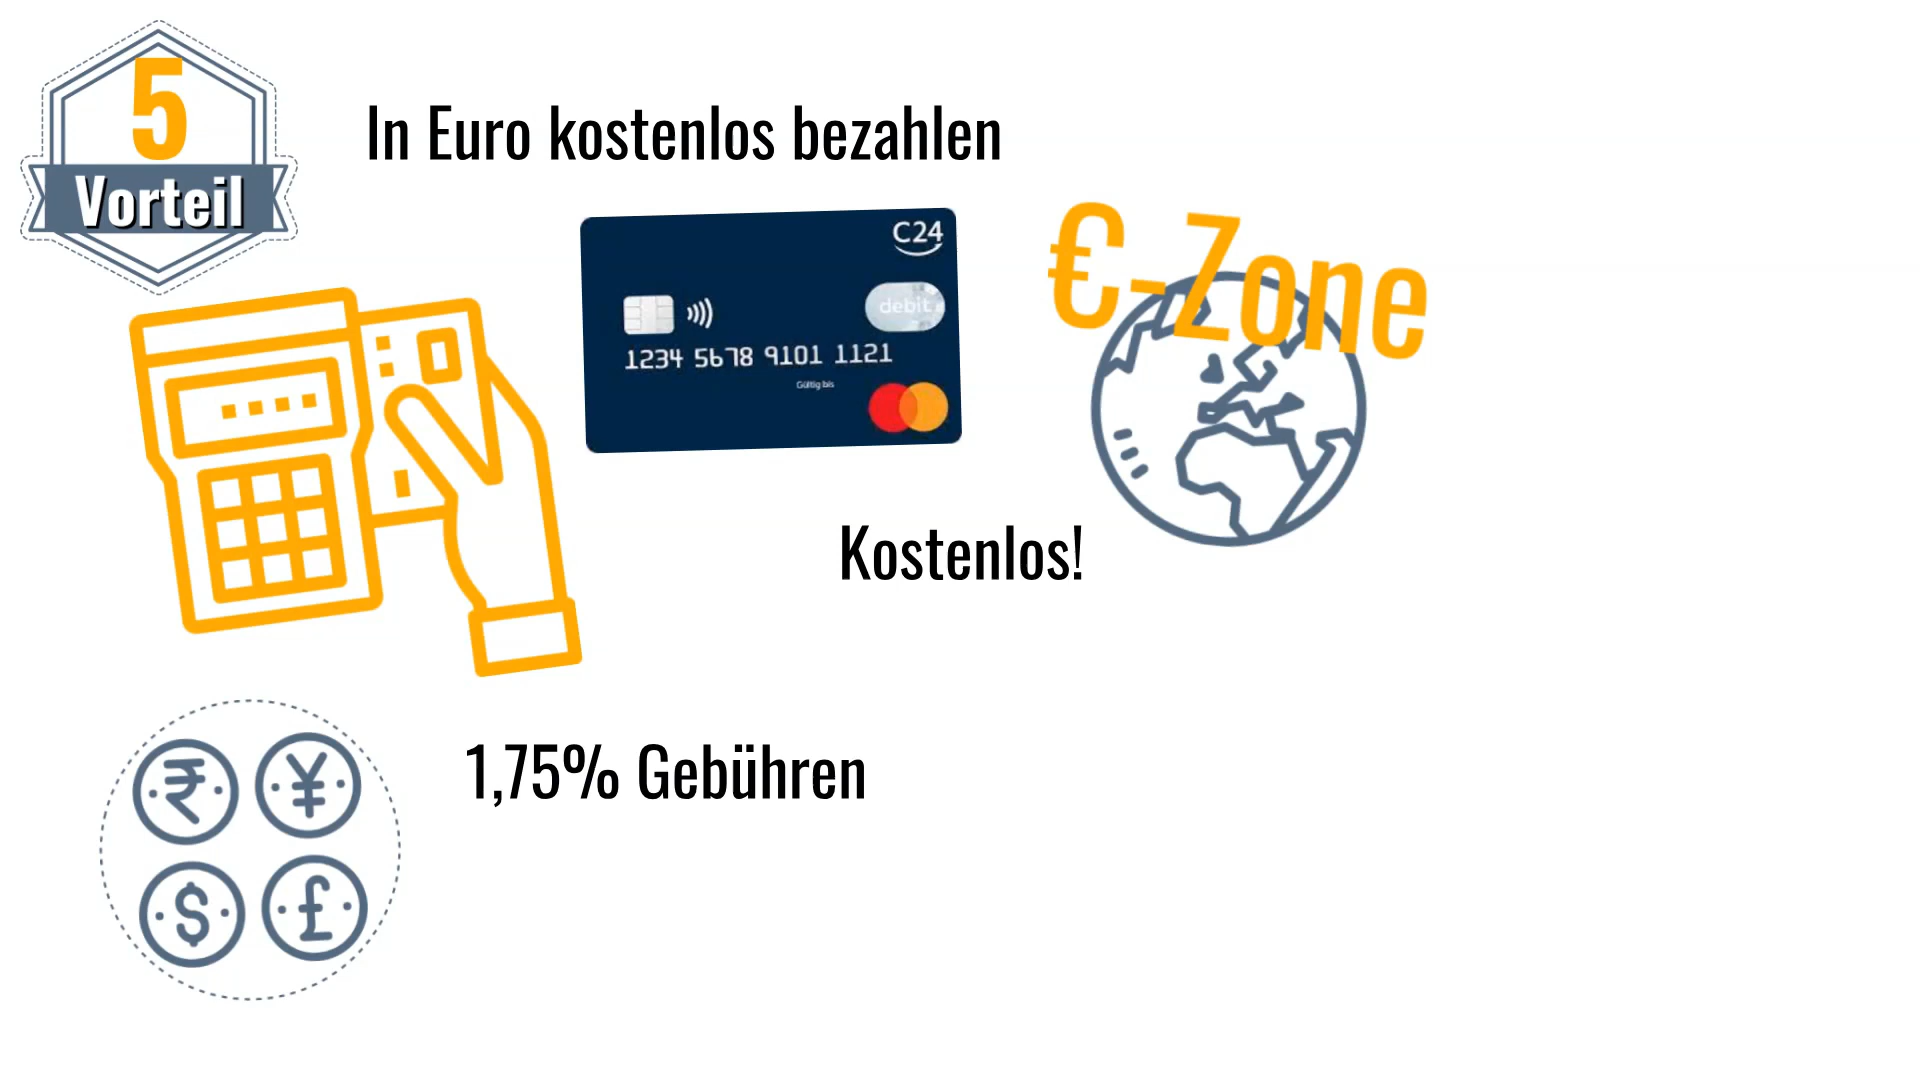 5
Vorteil
In Euro kostenlos bezahlen
C24
debit
1234 5678 9101 1121
Gültig bis
€-Zone
Kostenlos!
1,75% Gebühren
₹ ¥
$ £